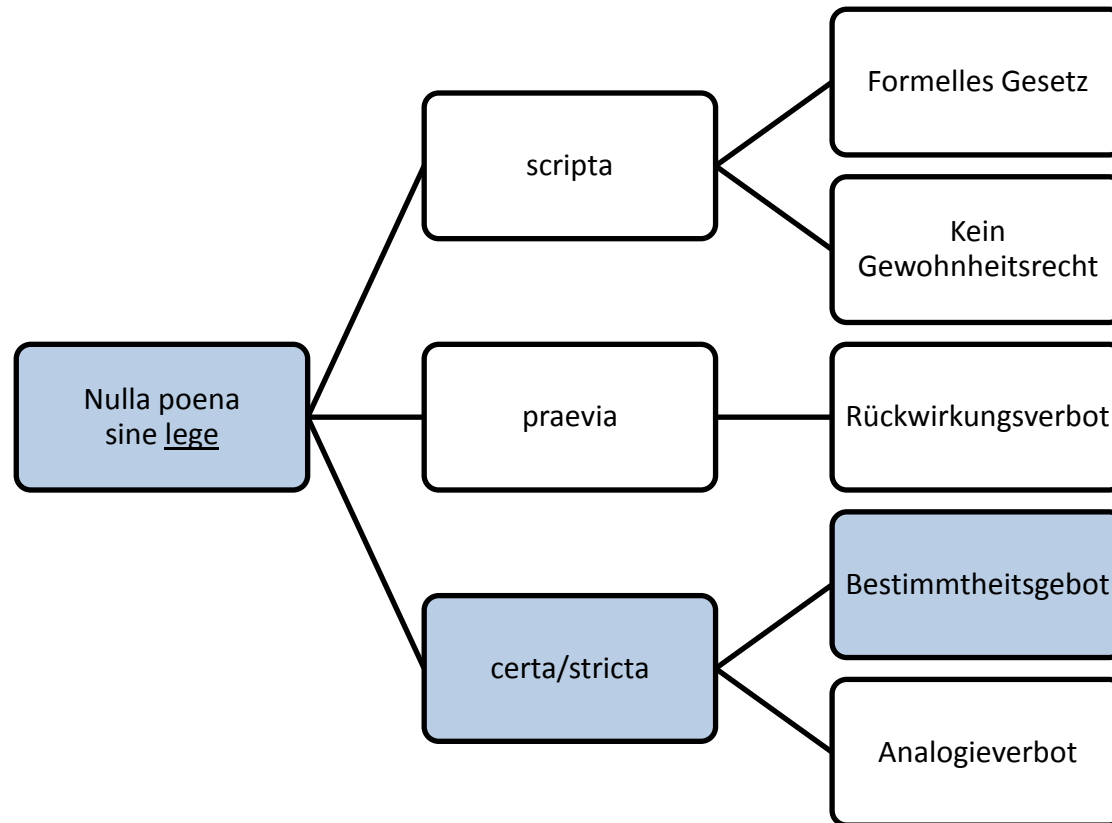 Formelles Gesetz
scripta
Kein
Gewohnheitsrecht
Nulla poena
sine lege
praevia
Rückwirkungsverbot
Bestimmtheitsgebot
certa/stricta
Analogieverbot